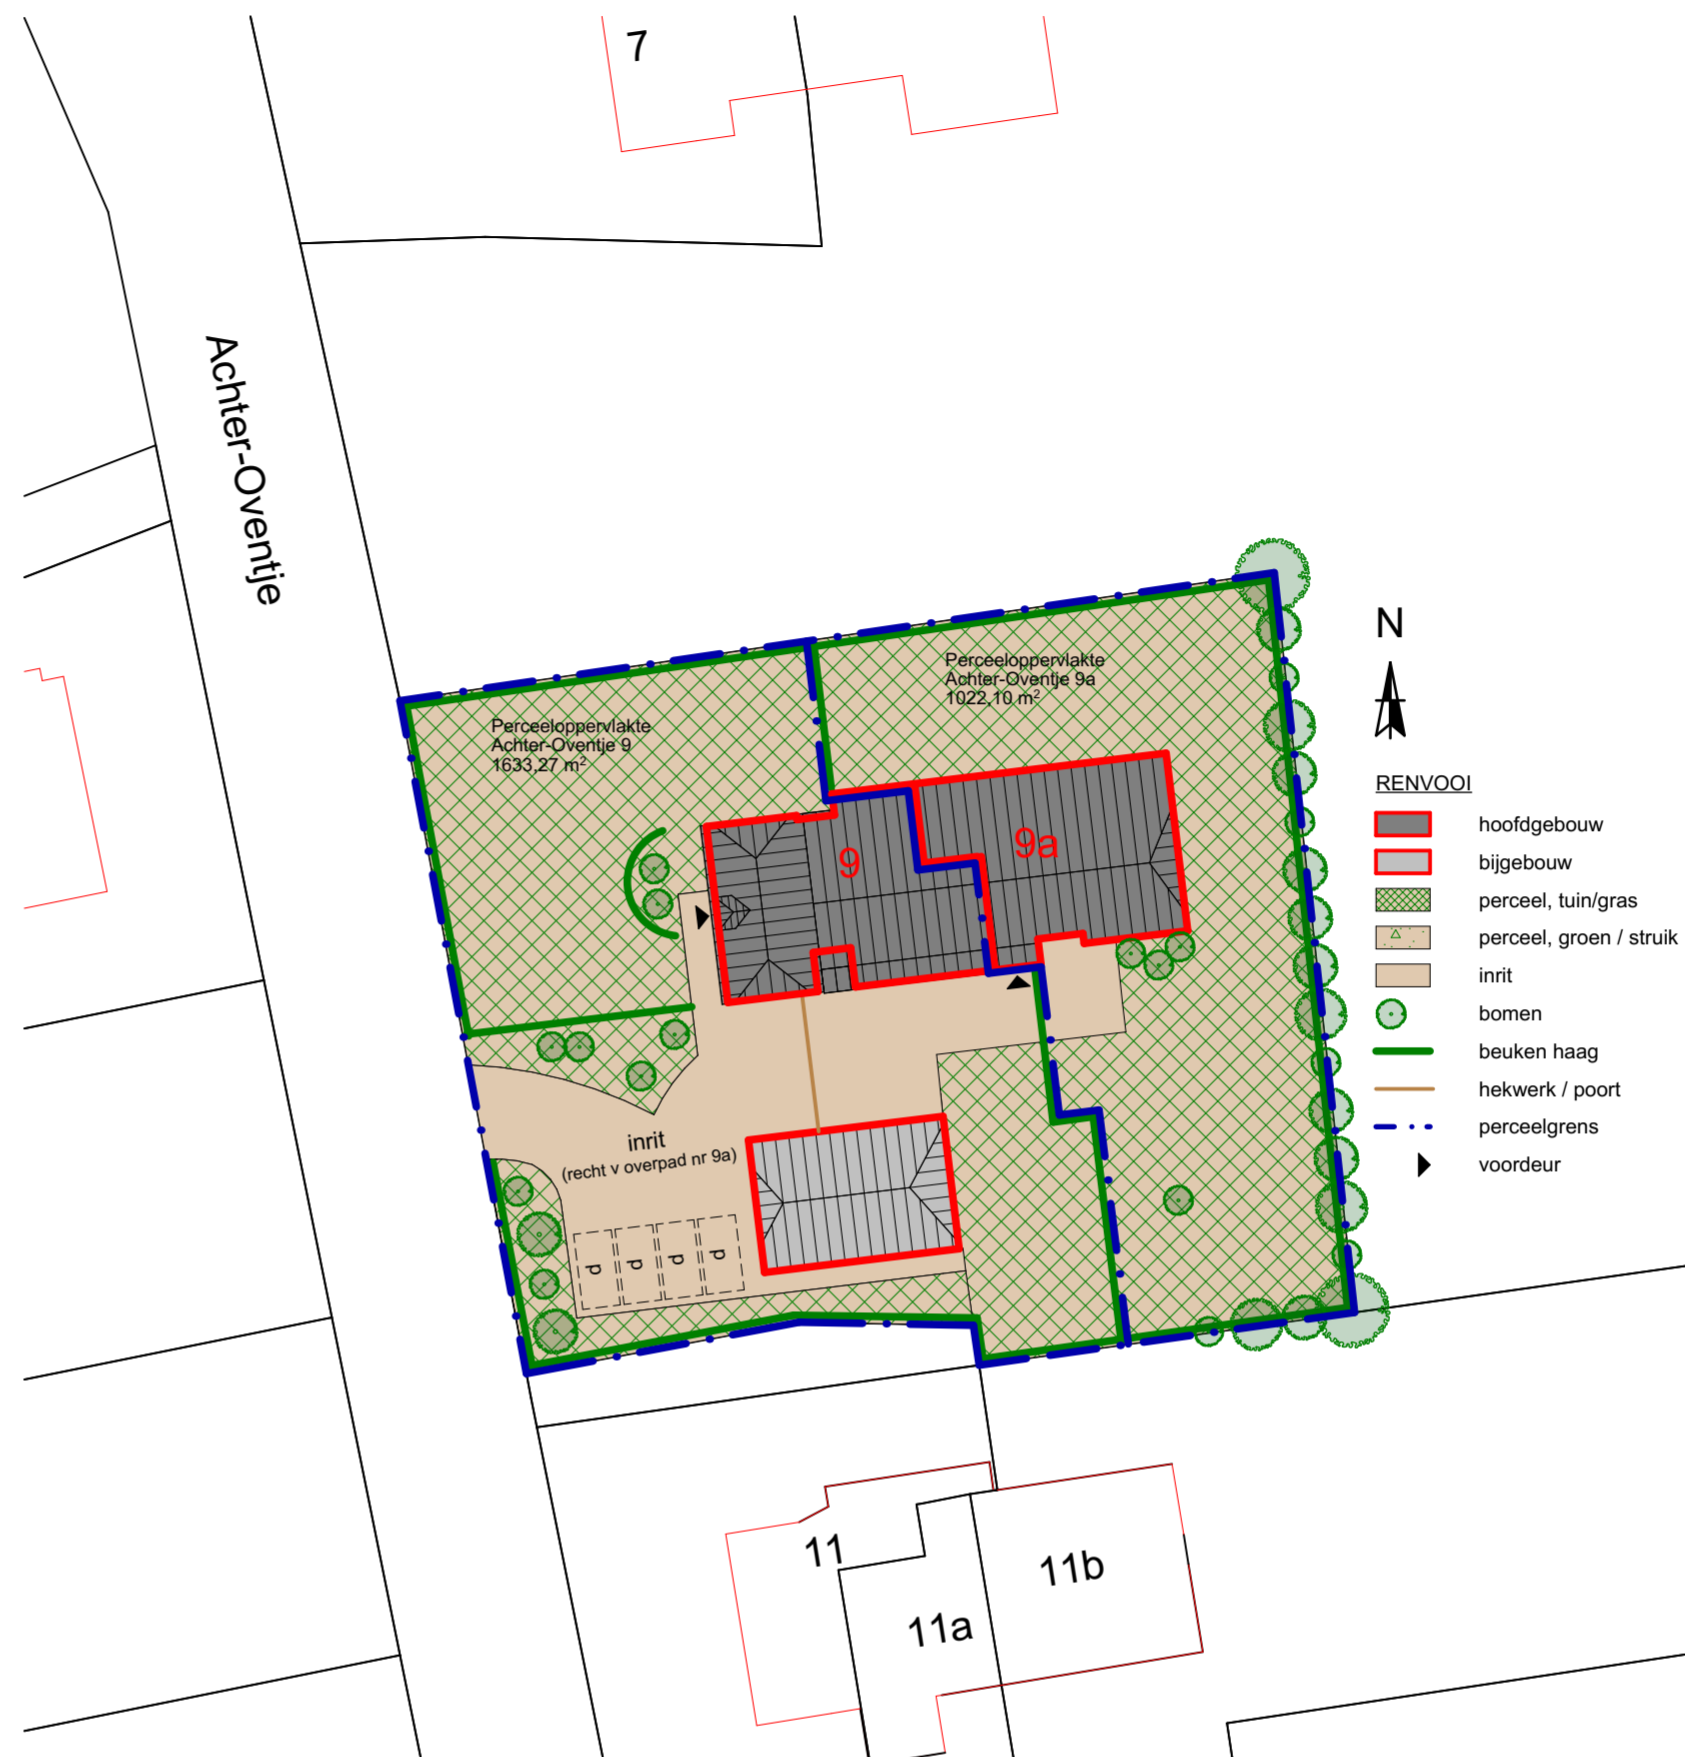 7
Achter-Oventje
N
Perceeloppervlakte
Achter-Oventje 9a
1022,10 m²
Perceeloppervlakte
Achter-Oventje 9
1633,27 m²
RENVOOI
hoofdgebouw
bijgebouw
perceel, tuin/gras
perceel, groen / struik
inrit
bomen
beuken haag
hekwerk / poort
perceelgrens
voordeur
9
9a
inrit
(recht v overpad nr 9a)
p
p
p
p
11
11b
11a